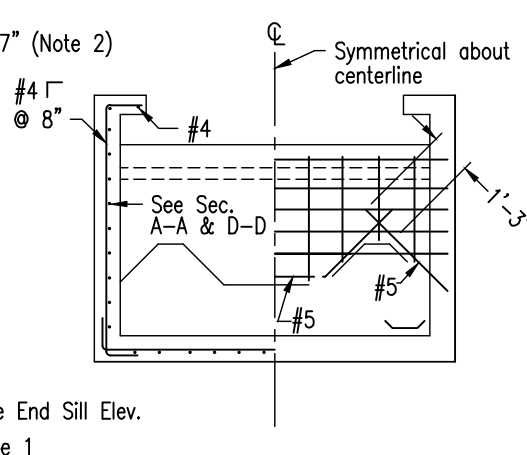 7” (Note 2)
℄
Symmetrical about
centerline
#4
@ 8”
#4
See Sec.
A-A & D-D
1'-3
#5
#5
e End Sill Elev.
e 1